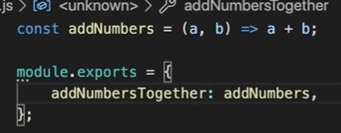 .js > <unknown> > addNumbersTogether
const addNumbers = (a, b) => a + b;
module.exports = {
addNumbersTogether: addNumbers,
};